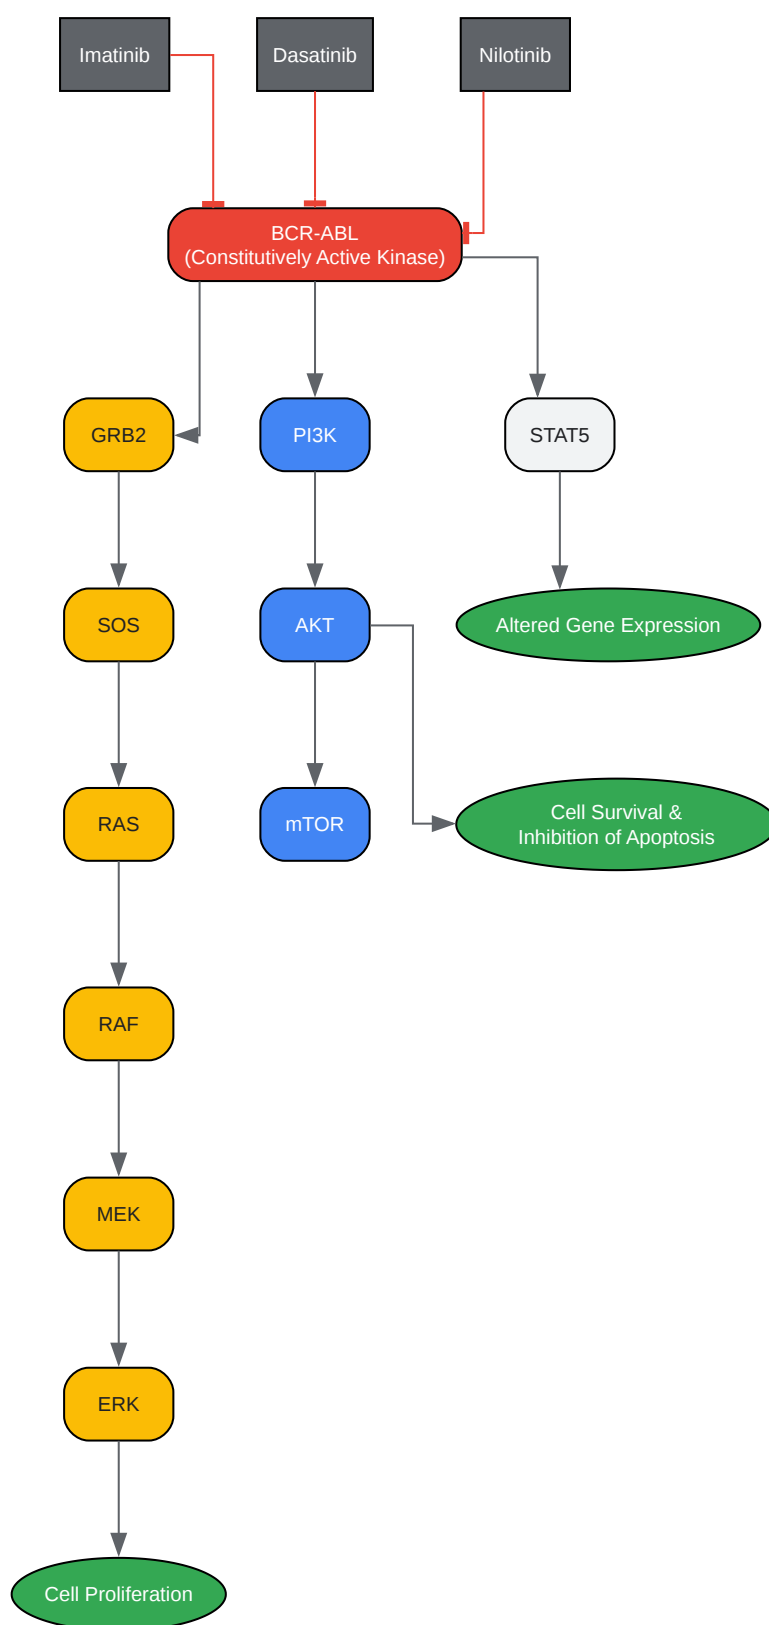 Imatinib
Dasatinib
Nilotinib
BCR-ABL
(Constitutively Active Kinase)
GRB2
PI3K
STAT5
SOS
AKT
Altered Gene Expression
RAS
mTOR
Cell Survival &
Inhibition of Apoptosis
RAF
MEK
ERK
Cell Proliferation